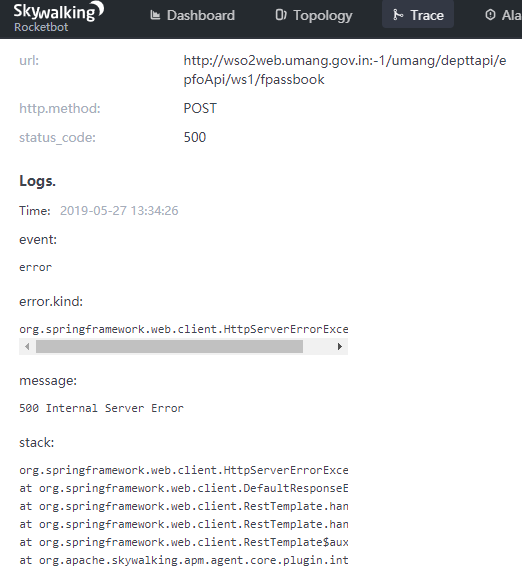 Skywalking
Rocketbot
Dashboard
Topology
Trace
Ala
url:
http://wso2web.umang.gov.in:-1/umang/depttapi/e
pfoApi/ws1/fpassbook
http.method:
POST
status_code:
500
Logs.
Time: 2019-05-27 13:34:26
event:
error
error.kind:
org.springframework.web.client.HttpServerErrorExce
message:
500 Internal Server Error
stack:
org.springframework.web.client.HttpServerErrorExce
at org.springframework.web.client.DefaultResponseE
at org.springframework.web.client.RestTemplate.han
at org.springframework.web.client.RestTemplate.han
at org.springframework.web.client.RestTemplate$aux
at org.apache.skywalking.apm.agent.core.plugin.int